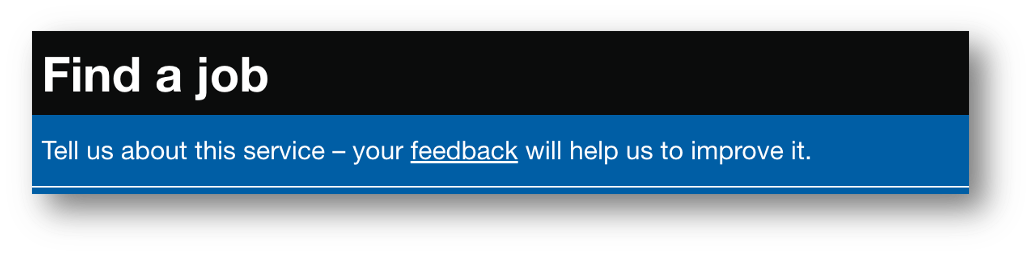 Find a job
Tell us about this service – your feedback will help us to improve it.